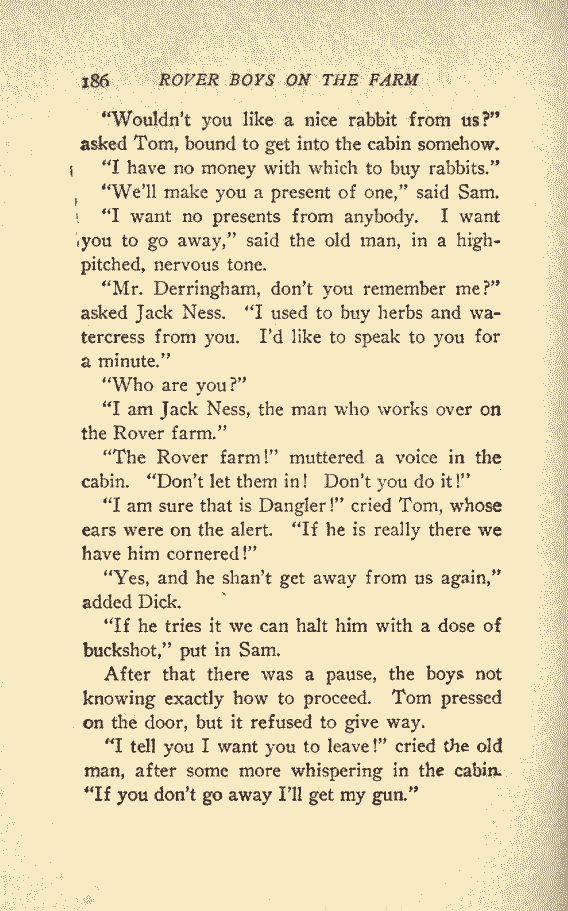 186 ROVER BOYS ON THE FARM
"Wouldn't you like a nice rabbit from us?"
asked Tom, bound to get into the cabin somehow.
"I have no money with which to buy rabbits."
"We'll make you a present of one," said Sam.
"I want no presents from anybody. I want
you to go away," said the old man, in a high-
pitched, nervous tone.
"Mr. Derringham, don't you remember me?"
asked Jack Ness. "I used to buy herbs and wa-
tercress from you. I'd like to speak to you for
a minute."
"Who are you?"
"I am Jack Ness, the man who works over on
the Rover farm."
"The Rover farm!" muttered a voice in the
cabin. "Don't let them in! Don't you do it!"
"I am sure that is Dangler!" cried Tom, whose
ears were on the alert. "If he is really there we
have him cornered!"
"Yes, and he shan't get away from us again,"
added Dick.
"If he tries it we can halt him with a dose of
buckshot," put in Sam.
After that there was a pause, the boys not
knowing exactly how to proceed. Tom pressed
on the door, but it refused to give way.
"I tell you I want you to leave!" cried the old
man, after some more whispering in the cabin.
"If you don't go away I'll get my gun."